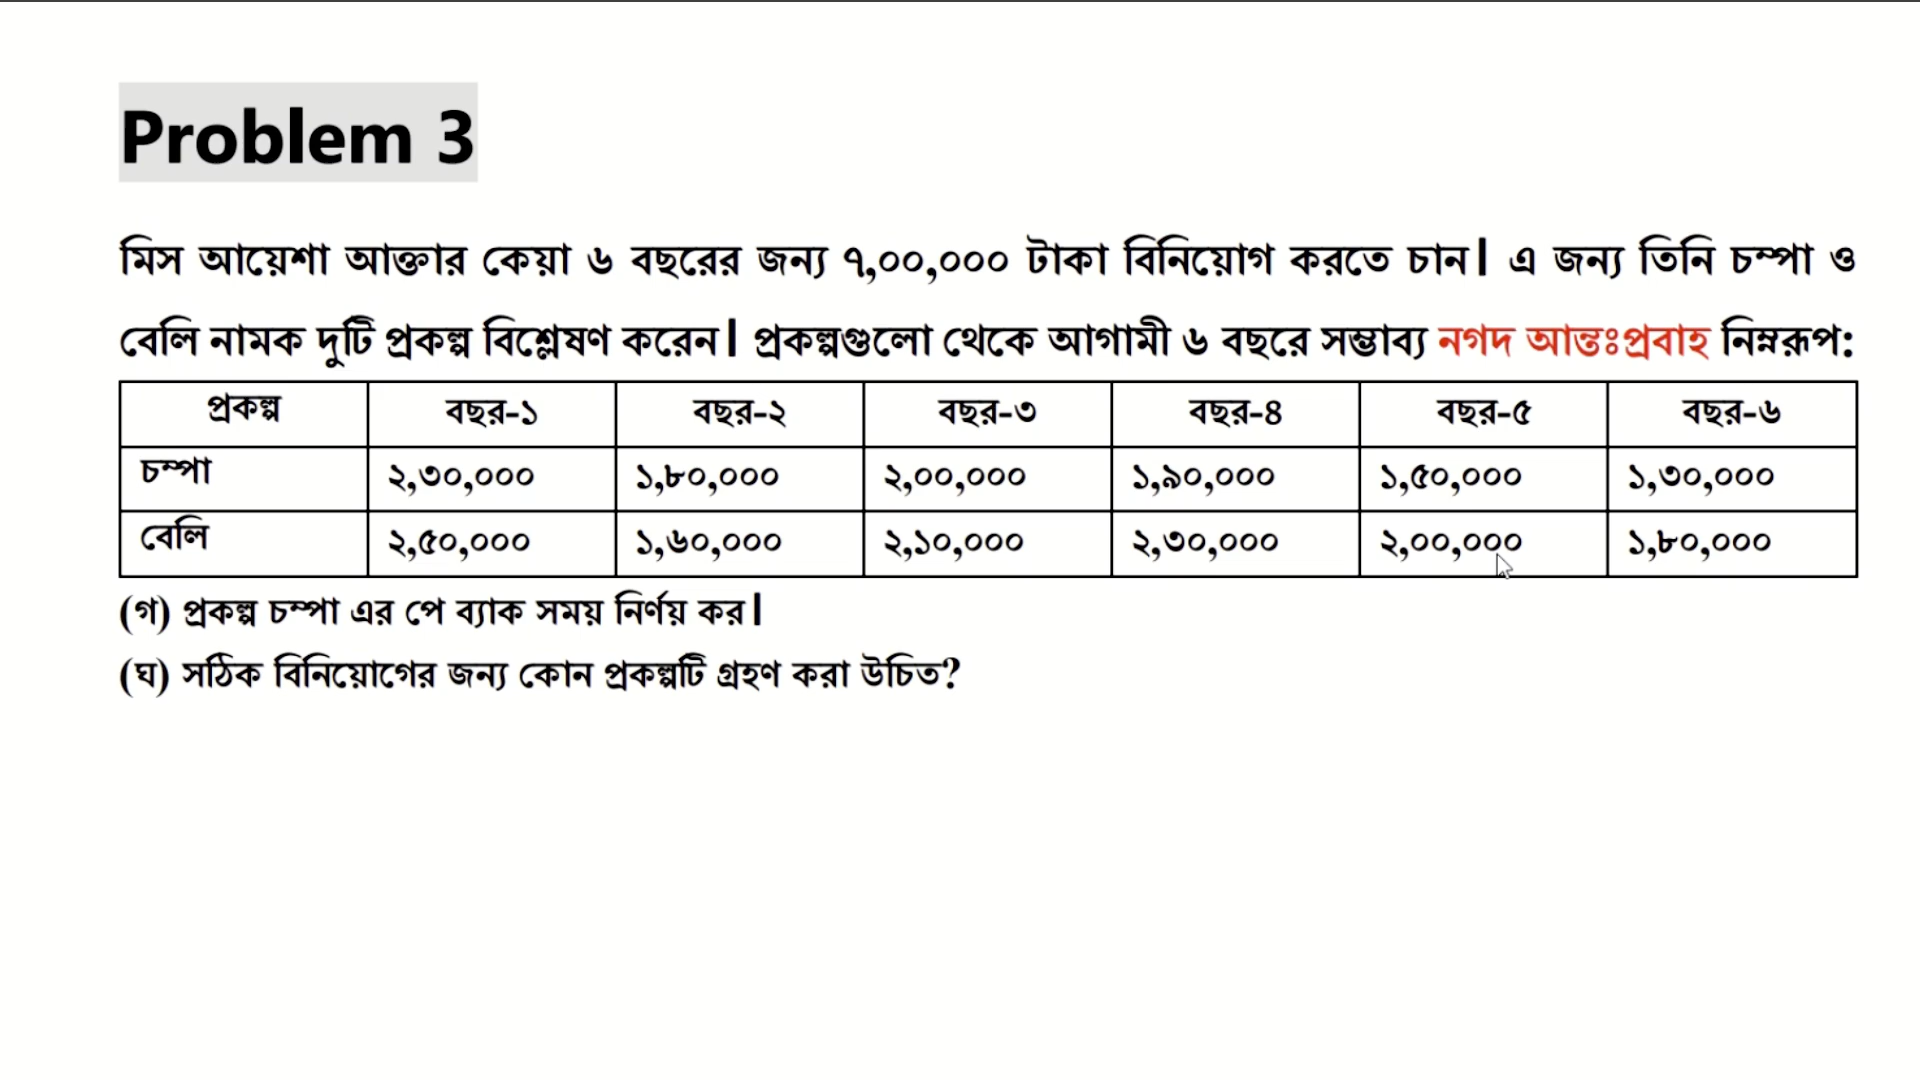 Problem 3
মিস আয়েশা আক্তার কেয়া ৬ বছরের জন্য ৭,০০,০০০ টাকা বিনিয়োগ করতে চান। এ জন্য তিনি চম্পা ও
বেলি নামক দুটি প্রকল্প বিশ্লেষণ করেন। প্রকল্পগুলো থেকে আগামী ৬ বছরে সম্ভাব্য নগদ আন্তঃপ্রবাহ নিম্নরূপ:
প্রকল্প বছর-১ বছর-২ বছর-৩ বছর-৪ বছর-৫ বছর-৬
চম্পা ২,৩০,০০০ ১,৮০,০০০ ২,০০,০০০ ১,৯০,০০০ ১,৫০,০০০ ১,৩০,০০০
বেলি ২,৫০,০০০ ১,৬০,০০০ ২,১০,০০০ ২,৩০,০০০ ২,০০,০০০ ১,৮০,০০০
(গ) প্রকল্প চম্পা এর পে ব্যাক সময় নির্ণয় কর।
(ঘ) সঠিক বিনিয়োগের জন্য কোন প্রকল্পটি গ্রহণ করা উচিত?